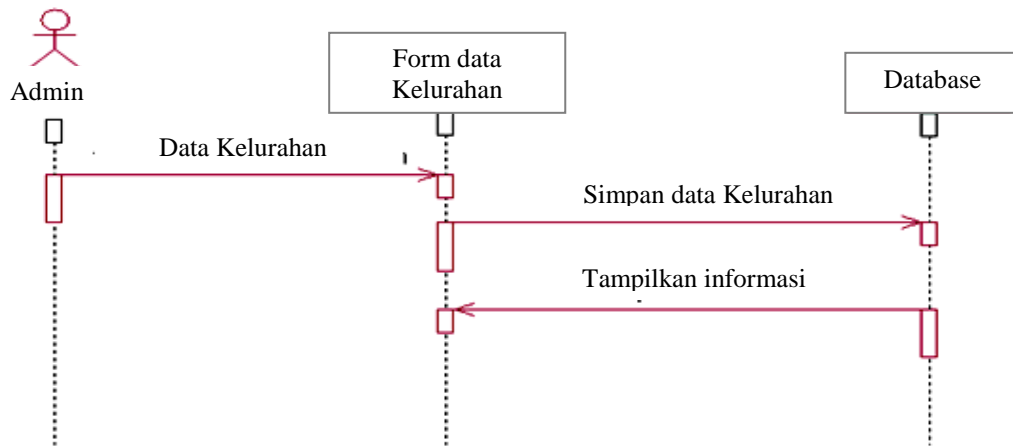 Admin
Form data
Kelurahan
Database
Data Kelurahan
Simpan data Kelurahan
Tampilkan informasi